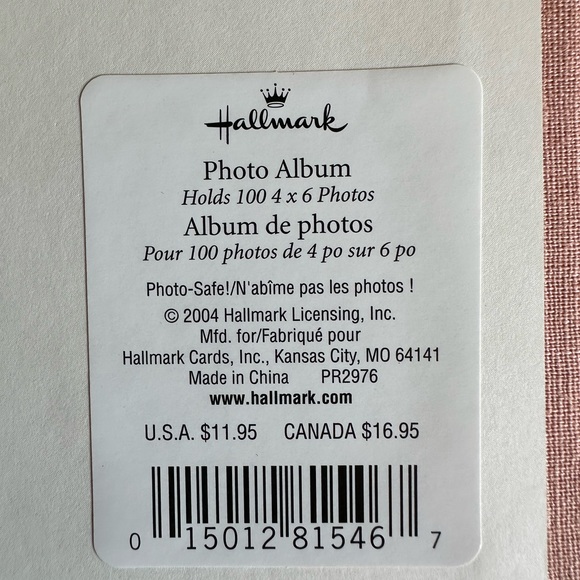 Hallmark
Photo Album
Holds 100 4 x 6 Photos
Album de photos
Pour 100 photos de 4 po sur 6 po
Photo-Safe!/N'abîme pas les photos !
© 2004 Hallmark Licensing, Inc.
Mfd. for/Fabriqué pour
Hallmark Cards, Inc., Kansas City, MO 64141
Made in China PR2976
www.hallmark.com
U.S.A. $11.95 CANADA $16.95
0 15012 81546 7